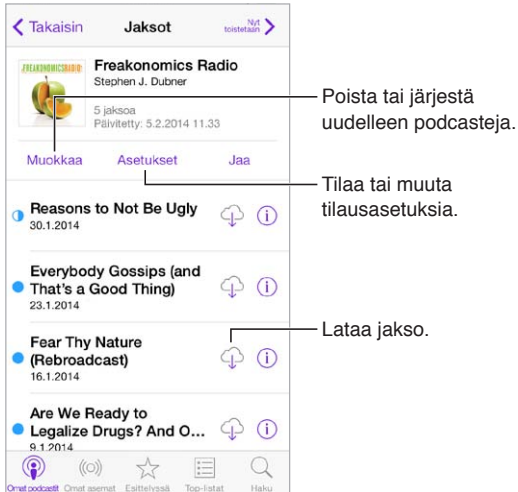 Takaisin
Jaksot
Nyt
toistetaan
FREAKONOMICS RADIO
Freakonomics Radio
Stephen J. Dubner
5 jaksoa
Päivitetty: 5.2.2014 11.33
Poista tai järjestä
uudelleen podcasteja.
Muokkaa
Asetukset
Jaa
Tilaa tai muuta
tilausasetuksia.
Reasons to Not Be Ugly
30.1.2014
Everybody Gossips (and
That's a Good Thing)
23.1.2014
Fear Thy Nature
(Rebroadcast)
16.1.2014
Lataa jakso.
Are We Ready to
Legalize Drugs? And O...
9.1.2014
Omat podcastit
Omat asemat
Esittelyssä
Top-listat
Haku